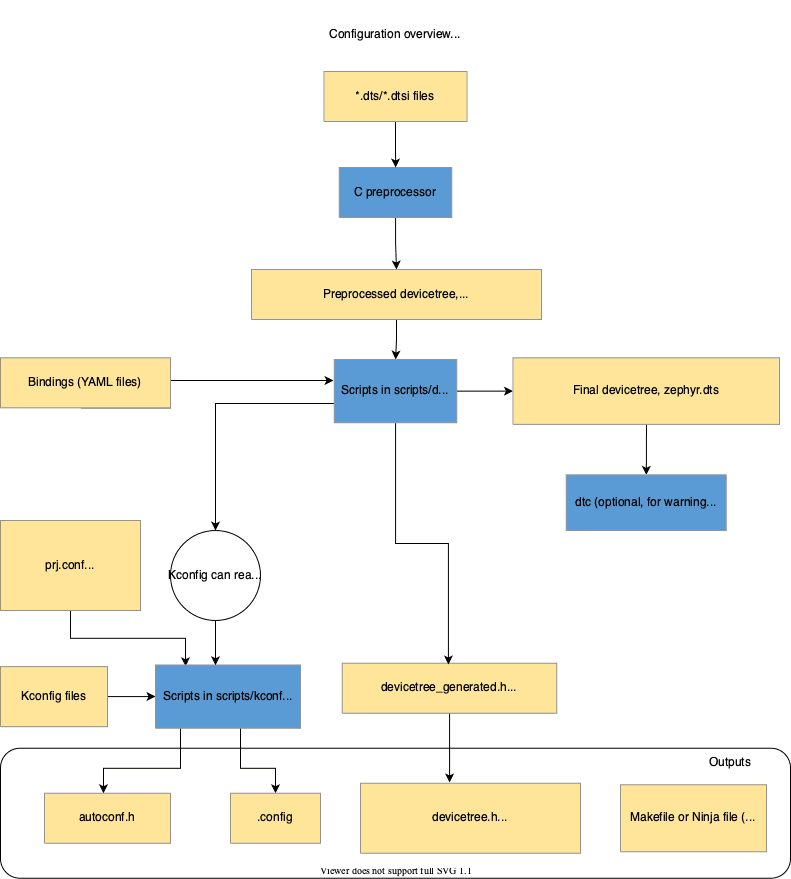 Configuration overview...
*.dts/*.dtsi files
C preprocessor
Preprocessed devicetree,...
Bindings (YAML files)
Scripts in scripts/d...
Final devicetree, zephyr.dts
dtc (optional, for warning...
prj.conf...
Kconfig can rea...
Kconfig files
Scripts in scripts/kconf...
devicetree_generated.h...
Outputs
autoconf.h
.config
devicetree.h...
Makefile or Ninja file (...
Viewer does not support full SVG 1.1